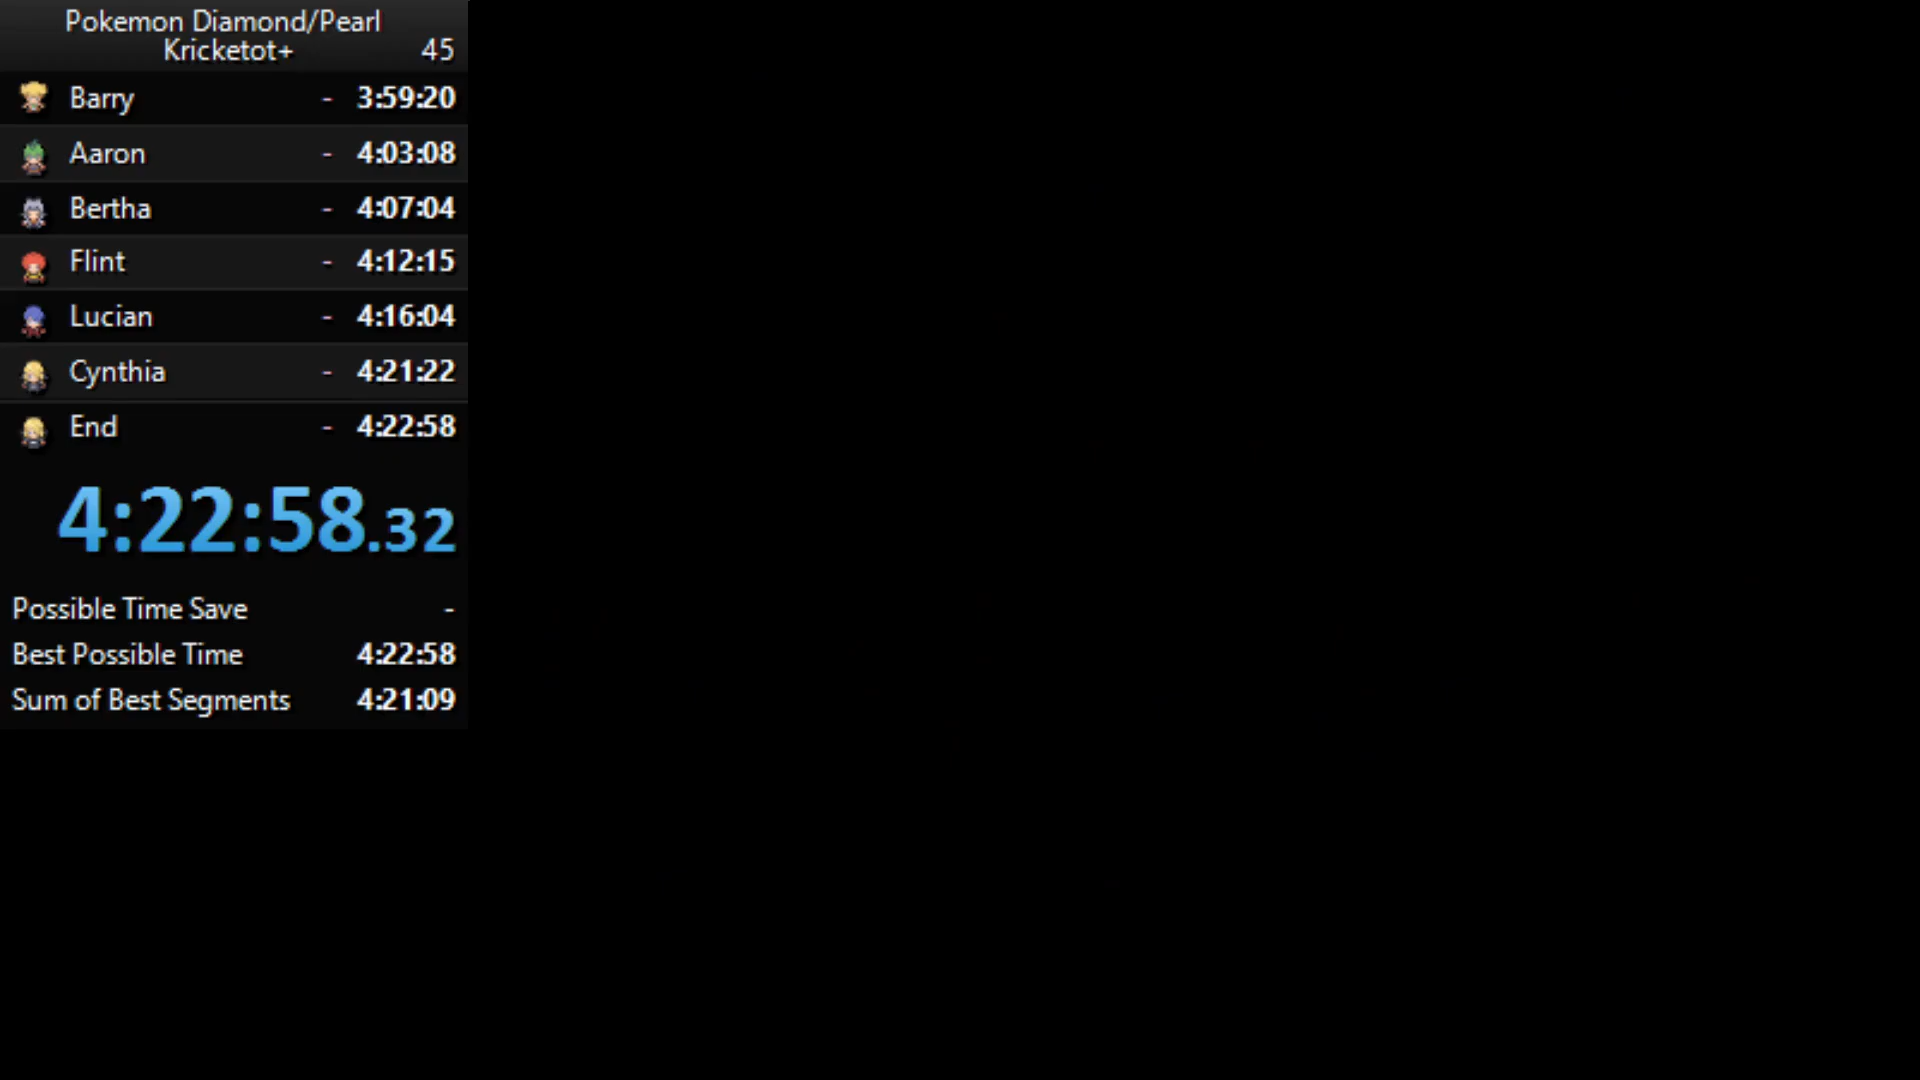 Pokemon Diamond/Pearl
Kricketot+ 45
Barry - 3:59:20
Aaron - 4:03:08
Bertha - 4:07:04
Flint - 4:12:15
Lucian - 4:16:04
Cynthia - 4:21:22
End - 4:22:58
4:22:58.32
Possible Time Save -
Best Possible Time 4:22:58
Sum of Best Segments 4:21:09